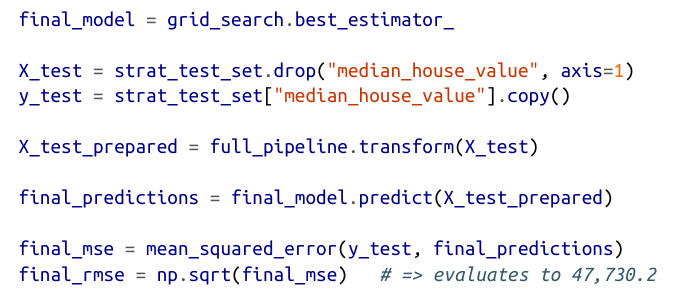 final_model = grid_search.best_estimator_
X_test = strat_test_set.drop("median_house_value", axis=1)
y_test = strat_test_set["median_house_value"].copy()
X_test_prepared = full_pipeline.transform(X_test)
final_predictions = final_model.predict(X_test_prepared)
final_mse = mean_squared_error(y_test, final_predictions)
final_rmse = np.sqrt(final_mse)   # => evaluates to 47,730.2